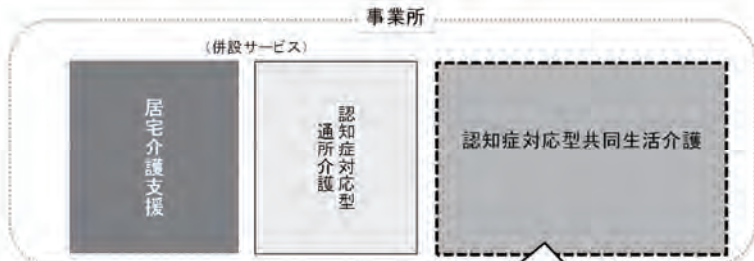 事業所
（併設サービス）
居宅介護支援
認知症対応型
通所介護
認知症対応型共同生活介護